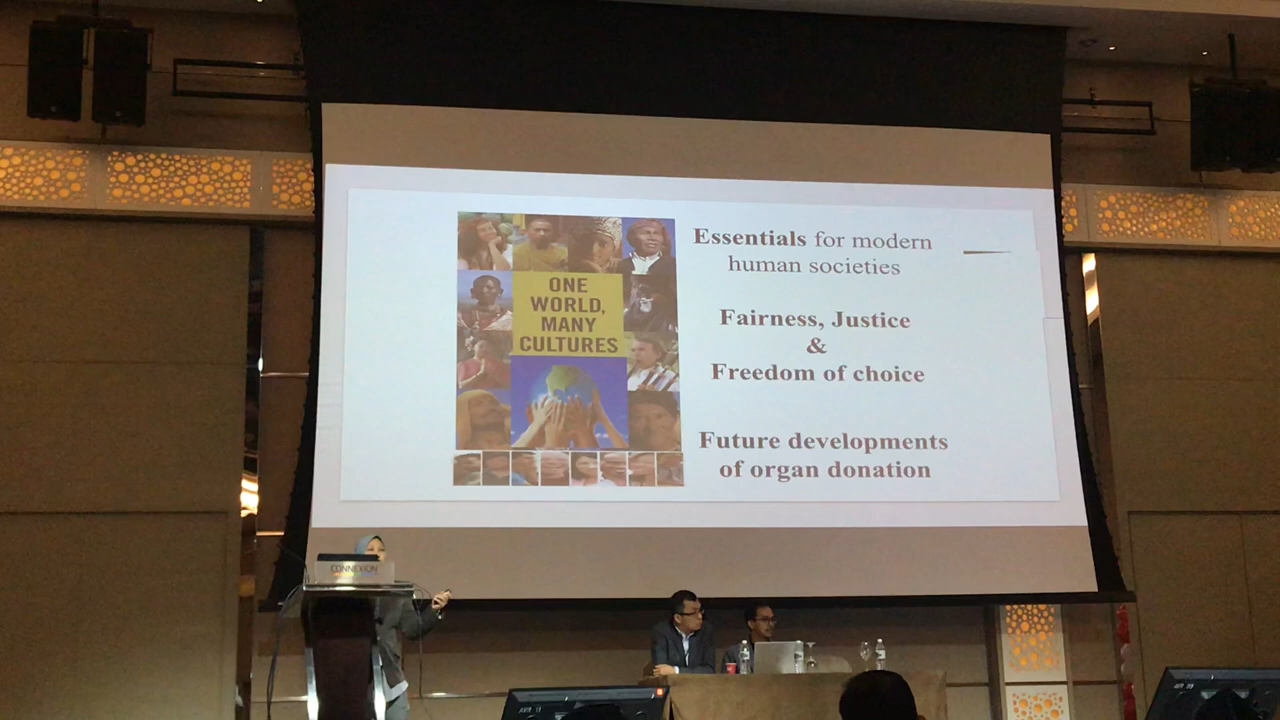 Essentials for modern
human societies
Fairness, Justice
&
Freedom of choice
Future developments
of organ donation
ONE
WORLD,
MANY
CULTURES
CONNEXION